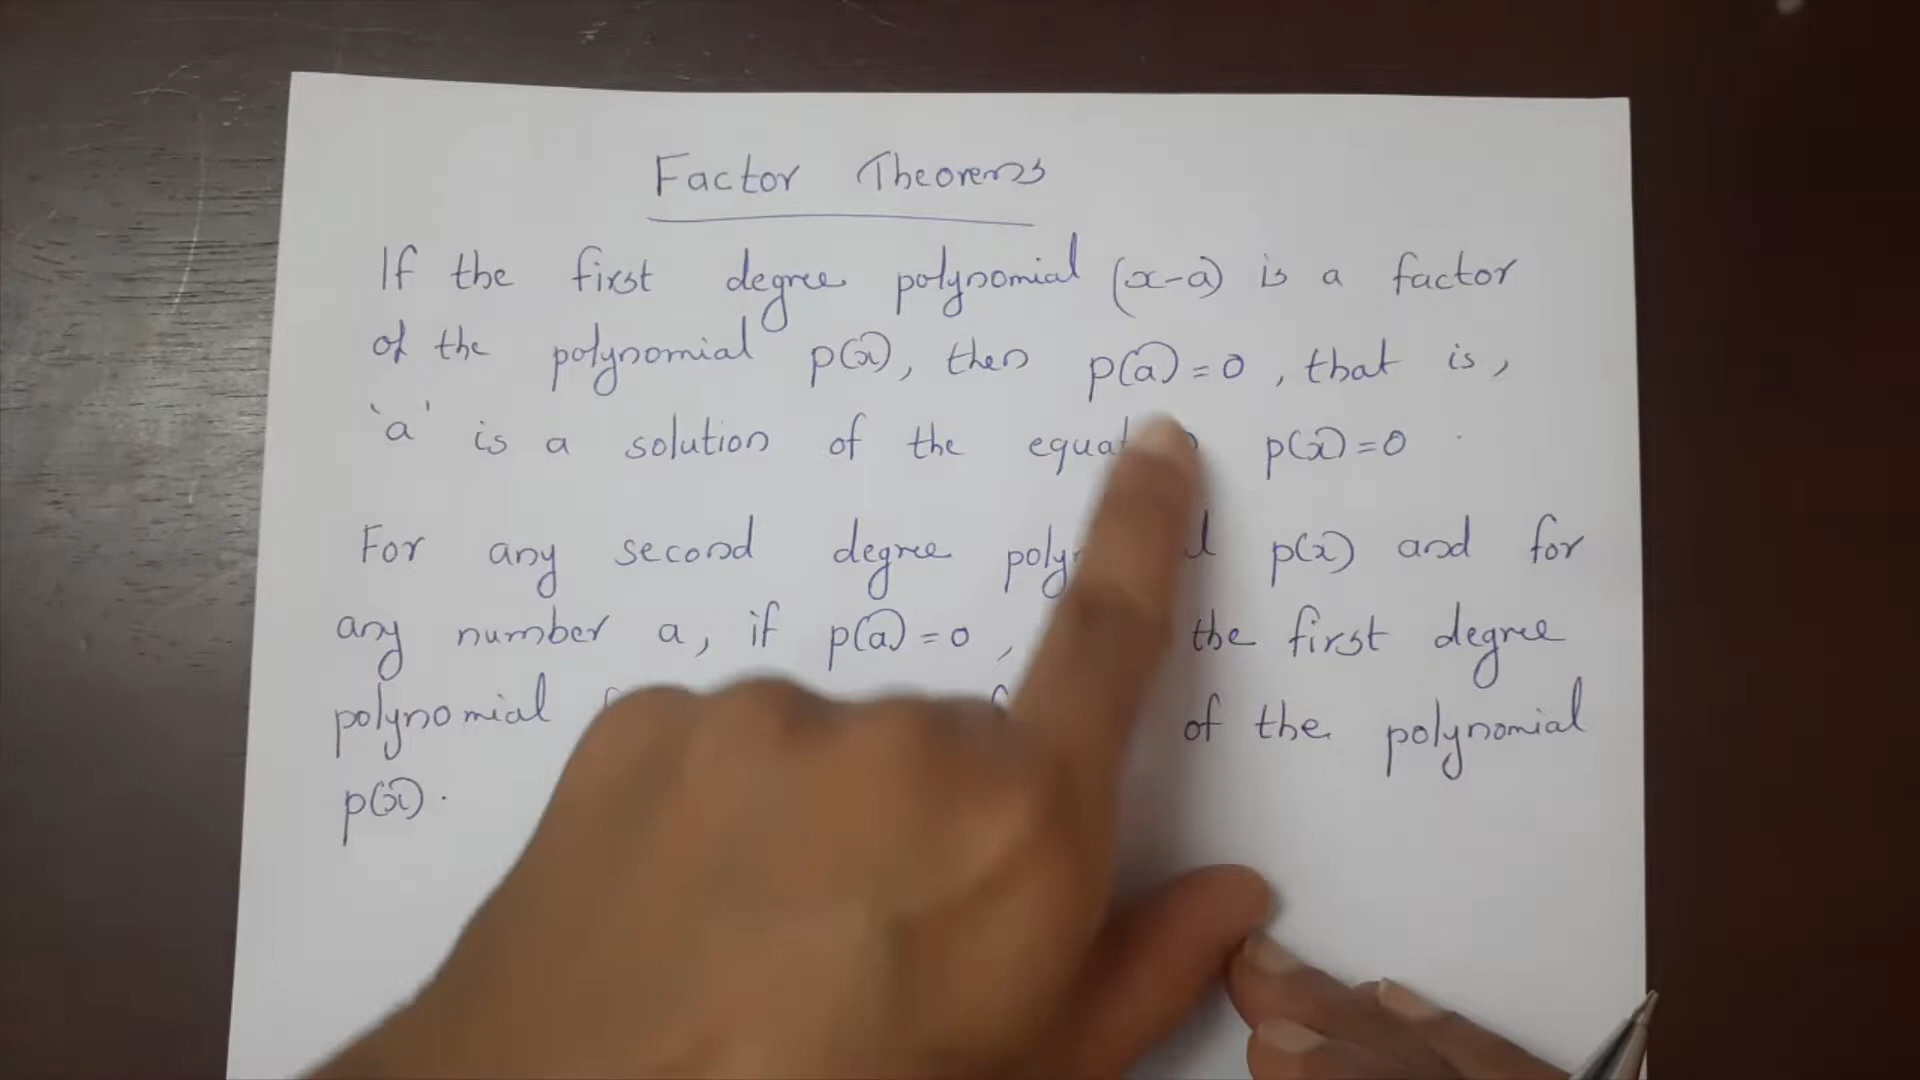 Factor Theorems
If the first degree polynomial (x-a) is a factor
of the polynomial p(x), then p(a)=0, that is,
'a' is a solution of the p(x)=0.
For any second degree p(x) and for
any number a, if p(a)=0, the first degree
polynomial of the polynomial
p(x).